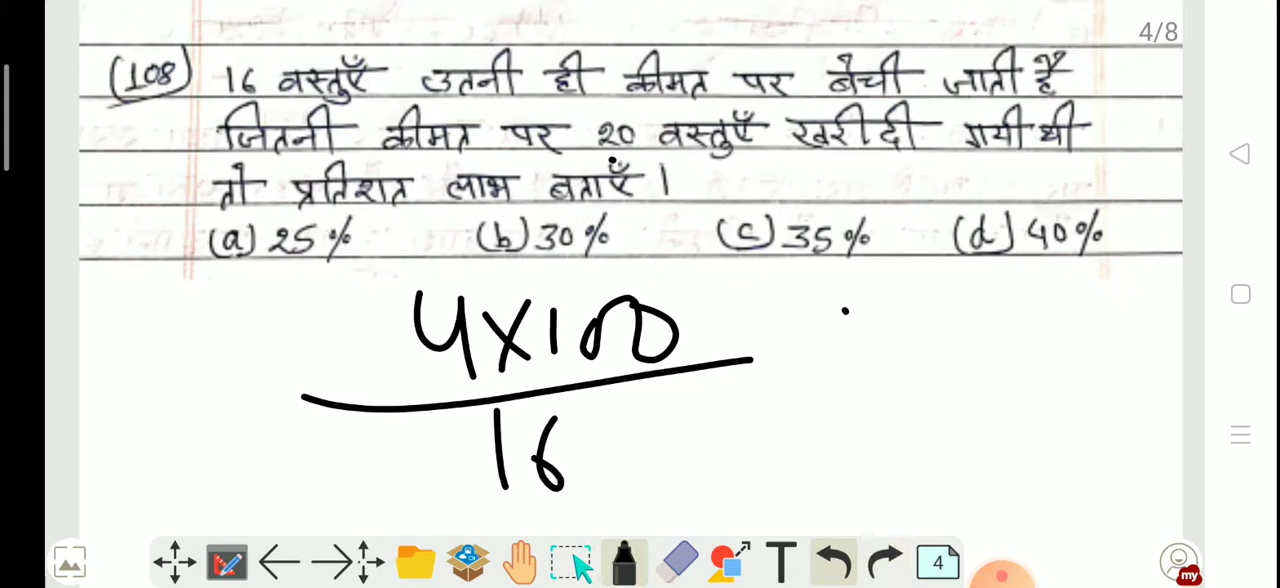 4/8
(108) 16 वस्तुएँ उतनी ही कीमत पर बेची जाती है
जितनी कीमत पर 20 वस्तुएँ खरीदी गयी थी
तो प्रतिशत लाभ बताएँ।
(a) 25% (b) 30% (c) 35% (d) 40%
4×100
16
T
4
my